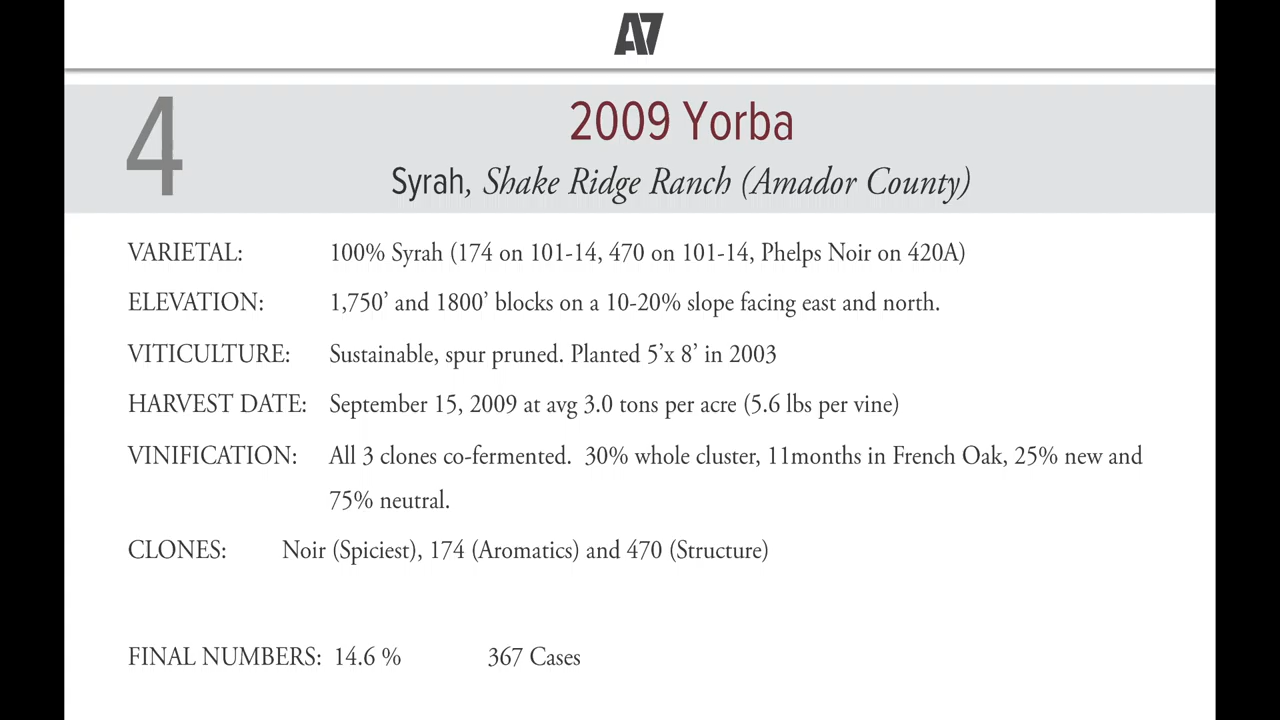 A7
4
2009 Yorba
Syrah, Shake Ridge Ranch (Amador County)
VARIETAL: 100% Syrah (174 on 101-14, 470 on 101-14, Phelps Noir on 420A)
ELEVATION: 1,750’ and 1800’ blocks on a 10-20% slope facing east and north.
VITICULTURE: Sustainable, spur pruned. Planted 5’x 8’ in 2003
HARVEST DATE: September 15, 2009 at avg 3.0 tons per acre (5.6 lbs per vine)
VINIFICATION: All 3 clones co-fermented. 30% whole cluster, 11months in French Oak, 25% new and
75% neutral.
CLONES: Noir (Spiciest), 174 (Aromatics) and 470 (Structure)
FINAL NUMBERS: 14.6 % 367 Cases